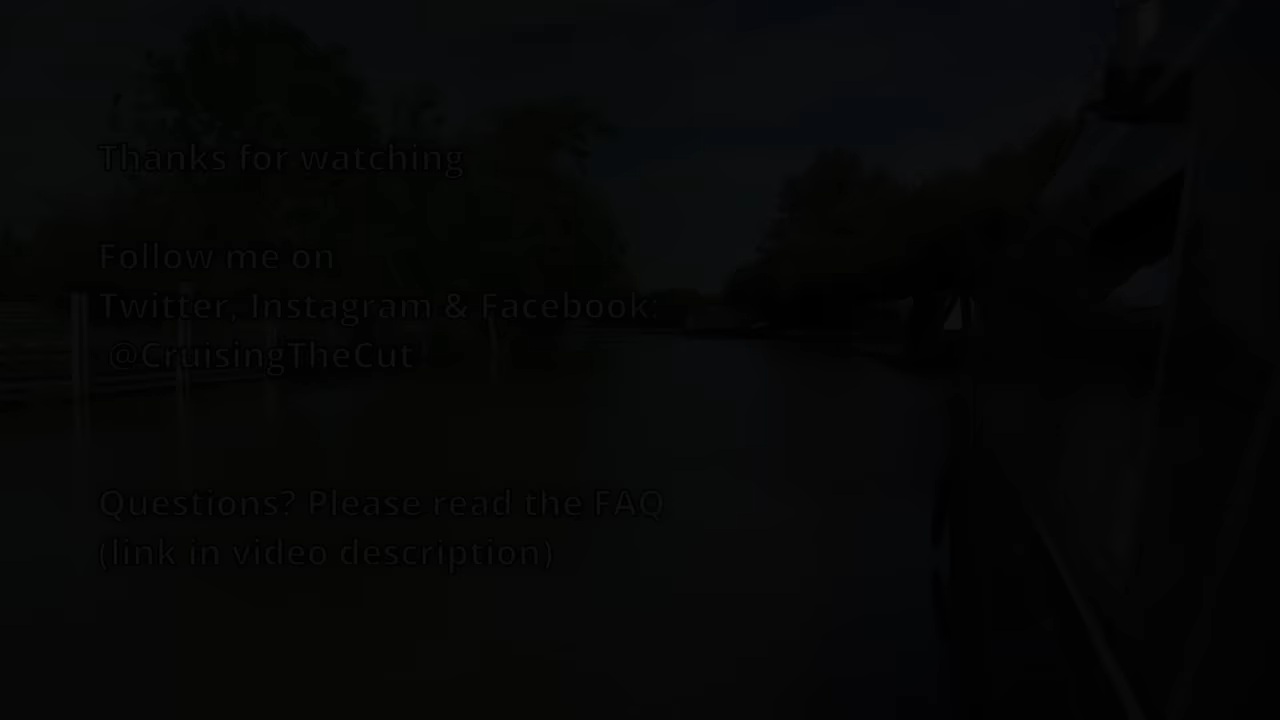 Thanks for watching
Follow me on
Twitter, Instagram & Facebook:
@CruisingTheCut
Questions? Please read the FAQ
(link in video description)